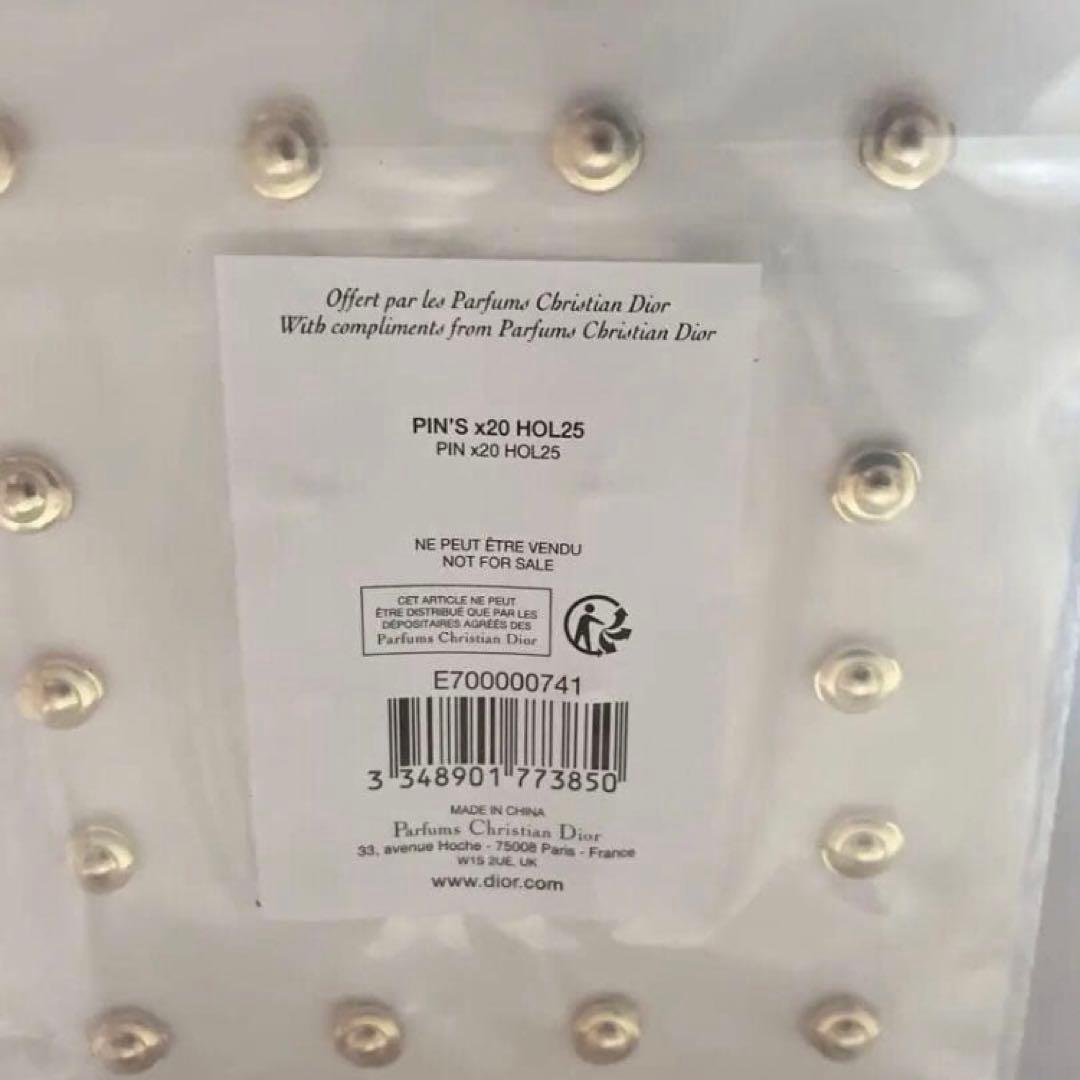 Offert par les Parfums Christian Dior
With compliments from Parfums Christian Dior
PIN'S x20 HOL25
PIN x20 HOL25
NE PEUT ÊTRE VENDU
NOT FOR SALE
CET ARTICLE NE PEUT
ÊTRE DISTRIBUÉ QUE PAR LES
DÉPOSITAIRES AGRÉÉS DES
Parfums Christian Dior
E700000741
3 348901 773850
MADE IN CHINA
Parfums Christian Dior
33, avenue Hoche - 75008 Paris - France
W1S 2UE, UK
www.dior.com